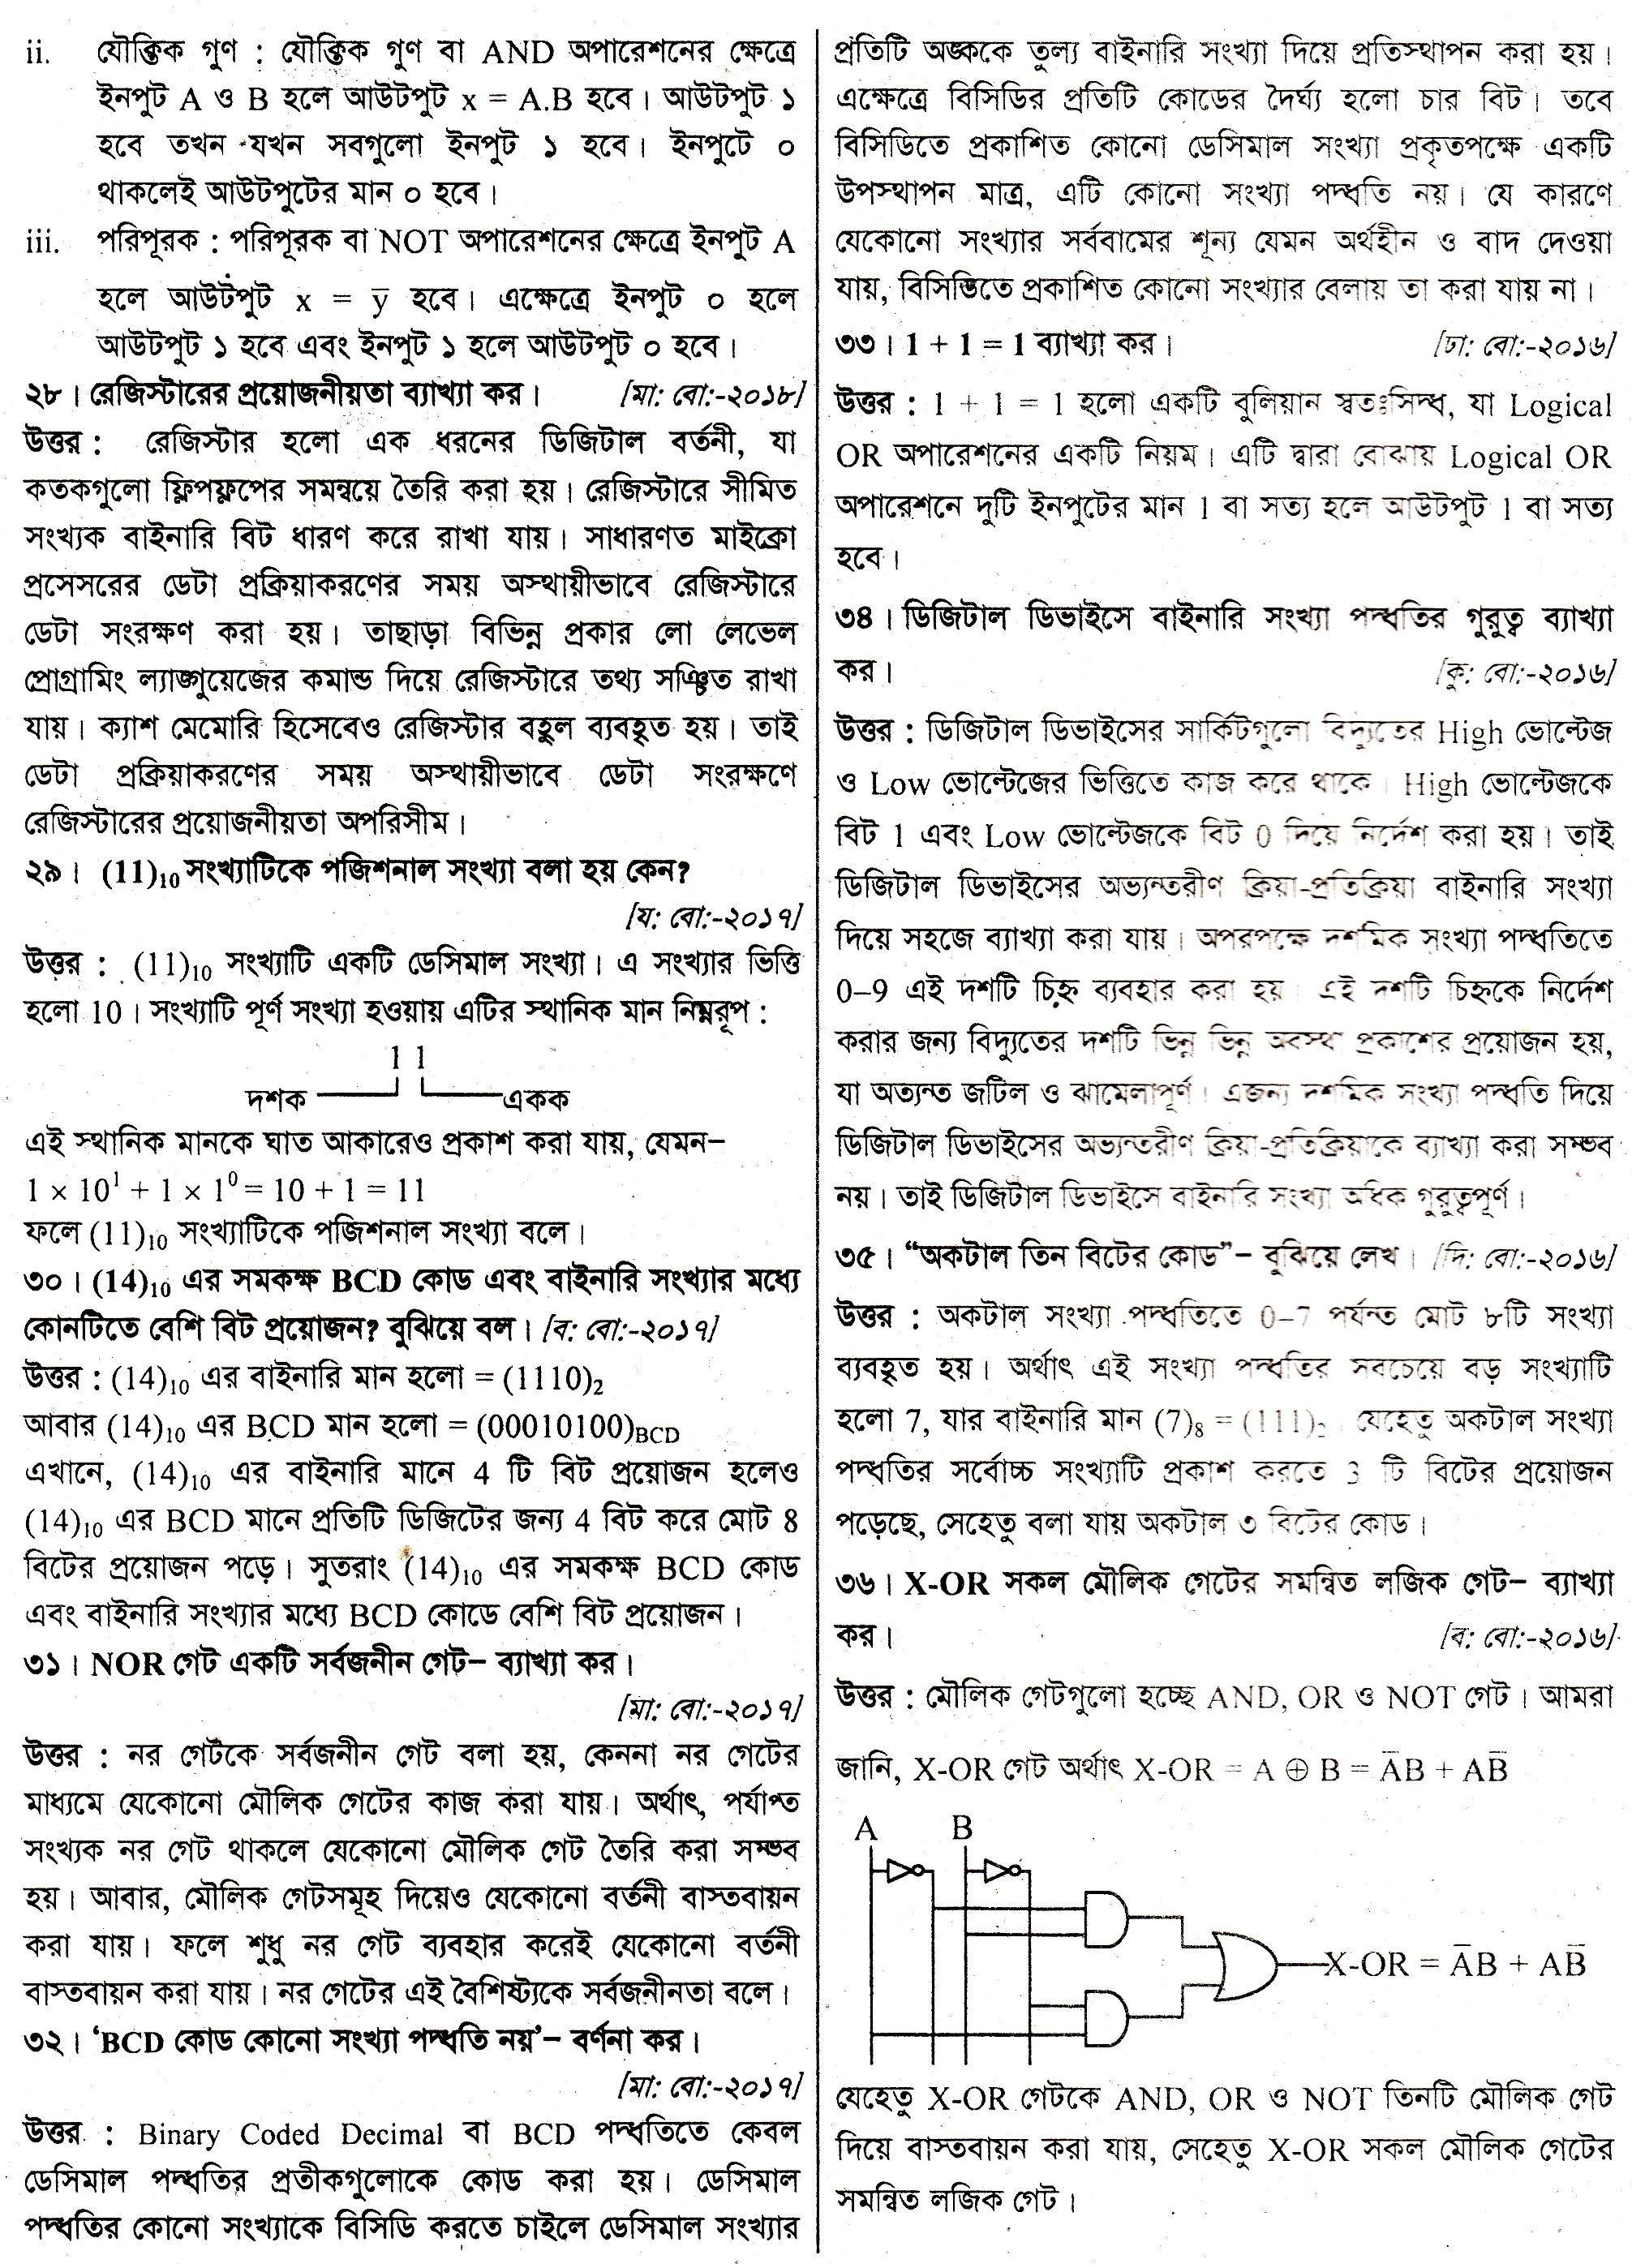 ii. যৌক্তিক গুণ : যৌক্তিক গুণ বা AND অপারেশনের ক্ষেত্রে
ইনপুট A ও B হলে আউটপুট x = A.B হবে। আউটপুট ১
হবে তখন যখন সবগুলো ইনপুট ১ হবে। ইনপুটে ০
থাকলেই আউটপুটের মান ০ হবে।
iii. পরিপূরক : পরিপূরক বা NOT অপারেশনের ক্ষেত্রে ইনপুট A
হলে আউটপুট x = y̅ হবে। এক্ষেত্রে ইনপুট ০ হলে
আউটপুট ১ হবে এবং ইনপুট ১ হলে আউটপুট ০ হবে।
২৮। রেজিস্টারের প্রয়োজনীয়তা ব্যাখ্যা কর। [মা: বো:-২০১৮]
উত্তর : রেজিস্টার হলো এক ধরনের ডিজিটাল বর্তনী, যা
কতকগুলো ফ্লিপফ্লপের সমন্বয়ে তৈরি করা হয়। রেজিস্টারে সীমিত
সংখ্যক বাইনারি বিট ধারণ করে রাখা যায়। সাধারণত মাইক্রো
প্রসেসরের ডেটা প্রক্রিয়াকরণের সময় অস্থায়ীভাবে রেজিস্টারে
ডেটা সংরক্ষণ করা হয়। তাছাড়া বিভিন্ন প্রকার লো লেভেল
প্রোগ্রামিং ল্যাঙ্গুয়েজের কমান্ড দিয়ে রেজিস্টারে তথ্য সঞ্চিত রাখা
যায়। ক্যাশ মেমোরি হিসেবেও রেজিস্টার বহুল ব্যবহৃত হয়। তাই
ডেটা প্রক্রিয়াকরণের সময় অস্থায়ীভাবে ডেটা সংরক্ষণে
রেজিস্টারের প্রয়োজনীয়তা অপরিসীম।
২৯। (11)₁₀ সংখ্যাটিকে পজিশনাল সংখ্যা বলা হয় কেন?
[য: বো:-২০১৭]
উত্তর : (11)₁₀ সংখ্যাটি একটি ডেসিমাল সংখ্যা। এ সংখ্যার ভিত্তি
হলো 10। সংখ্যাটি পূর্ণ সংখ্যা হওয়ায় এটির স্থানিক মান নিম্নরূপ :
1 1
দশক একক
এই স্থানিক মানকে ঘাত আকারেও প্রকাশ করা যায়, যেমন–
1 × 10¹ + 1 × 1⁰ = 10 + 1 = 11
ফলে (11)₁₀ সংখ্যাটিকে পজিশনাল সংখ্যা বলে।
৩০। (14)₁₀ এর সমকক্ষ BCD কোড এবং বাইনারি সংখ্যার মধ্যে
কোনটিতে বেশি বিট প্রয়োজন? বুঝিয়ে বল। [ব: বো:-২০১৭]
উত্তর : (14)₁₀ এর বাইনারি মান হলো = (1110)₂
আবার (14)₁₀ এর BCD মান হলো = (00010100)BCD
এখানে, (14)₁₀ এর বাইনারি মানে 4 টি বিট প্রয়োজন হলেও
(14)₁₀ এর BCD মানে প্রতিটি ডিজিটের জন্য 4 বিট করে মোট 8
বিটের প্রয়োজন পড়ে। সুতরাং (14)₁₀ এর সমকক্ষ BCD কোড
এবং বাইনারি সংখ্যার মধ্যে BCD কোডে বেশি বিট প্রয়োজন।
৩১। NOR গেট একটি সর্বজনীন গেট– ব্যাখ্যা কর।
[মা: বো:-২০১৭]
উত্তর : নর গেটকে সর্বজনীন গেট বলা হয়, কেননা নর গেটের
মাধ্যমে যেকোনো মৌলিক গেটের কাজ করা যায়। অর্থাৎ, পর্যাপ্ত
সংখ্যক নর গেট থাকলে যেকোনো মৌলিক গেট তৈরি করা সম্ভব
হয়। আবার, মৌলিক গেটসমূহ দিয়েও যেকোনো বর্তনী বাস্তবায়ন
করা যায়। ফলে শুধু নর গেট ব্যবহার করেই যেকোনো বর্তনী
বাস্তবায়ন করা যায়। নর গেটের এই বৈশিষ্ট্যকে সর্বজনীনতা বলে।
৩২। ‘BCD কোড কোনো সংখ্যা পদ্ধতি নয়’– বর্ণনা কর।
[মা: বো:-২০১৭]
উত্তর : Binary Coded Decimal বা BCD পদ্ধতিতে কেবল
ডেসিমাল পদ্ধতির প্রতীকগুলোকে কোড করা হয়। ডেসিমাল
পদ্ধতির কোনো সংখ্যাকে বিসিডি করতে চাইলে ডেসিমাল সংখ্যার
প্রতিটি অঙ্ককে তুল্য বাইনারি সংখ্যা দিয়ে প্রতিস্থাপন করা হয়।
এক্ষেত্রে বিসিডির প্রতিটি কোডের দৈর্ঘ্য হলো চার বিট। তবে
বিসিডিতে প্রকাশিত কোনো ডেসিমাল সংখ্যা প্রকৃতপক্ষে একটি
উপস্থাপন মাত্র, এটি কোনো সংখ্যা পদ্ধতি নয়। যে কারণে
যেকোনো সংখ্যার সর্ববামের শূন্য যেমন অর্থহীন ও বাদ দেওয়া
যায়, বিসিডিতে প্রকাশিত কোনো সংখ্যার বেলায় তা করা যায় না।
৩৩। 1 + 1 = 1 ব্যাখ্যা কর। [ঢা: বো:-২০১৬]
উত্তর : 1 + 1 = 1 হলো একটি বুলিয়ান স্বতঃসিদ্ধ, যা Logical
OR অপারেশনের একটি নিয়ম। এটি দ্বারা বোঝায় Logical OR
অপারেশনে দুটি ইনপুটের মান 1 বা সত্য হলে আউটপুট 1 বা সত্য
হবে।
৩৪। ডিজিটাল ডিভাইসে বাইনারি সংখ্যা পদ্ধতির গুরুত্ব ব্যাখ্যা
কর। [কু: বো:-২০১৬]
উত্তর : ডিজিটাল ডিভাইসের সার্কিটগুলো বিদ্যুতের High ভোল্টেজ
ও Low ভোল্টেজের ভিত্তিতে কাজ করে থাকে। High ভোল্টেজকে
বিট 1 এবং Low ভোল্টেজকে বিট 0 দিয়ে নির্দেশ করা হয়। তাই
ডিজিটাল ডিভাইসের অভ্যন্তরীণ ক্রিয়া-প্রতিক্রিয়া বাইনারি সংখ্যা
দিয়ে সহজে ব্যাখ্যা করা যায়। অপরপক্ষে দশমিক সংখ্যা পদ্ধতিতে
0–9 এই দশটি চিহ্ন ব্যবহার করা হয়। এই দশটি চিহ্নকে নির্দেশ
করার জন্য বিদ্যুতের দশটি ভিন্ন ভিন্ন অবস্থা প্রকাশের প্রয়োজন হয়,
যা অত্যন্ত জটিল ও ঝামেলাপূর্ণ। এজন্য দশমিক সংখ্যা পদ্ধতি দিয়ে
ডিজিটাল ডিভাইসের অভ্যন্তরীণ ক্রিয়া-প্রতিক্রিয়াকে ব্যাখ্যা করা সম্ভব
নয়। তাই ডিজিটাল ডিভাইসে বাইনারি সংখ্যা অধিক গুরুত্বপূর্ণ।
৩৫। “অকটাল তিন বিটের কোড”– বুঝিয়ে লেখ। [দি: বো:-২০১৬]
উত্তর : অকটাল সংখ্যা পদ্ধতিতে 0–7 পর্যন্ত মোট ৮টি সংখ্যা
ব্যবহৃত হয়। অর্থাৎ এই সংখ্যা পদ্ধতির সবচেয়ে বড় সংখ্যাটি
হলো 7, যার বাইনারি মান (7)₈ = (111)₂ যেহেতু অকটাল সংখ্যা
পদ্ধতির সর্বোচ্চ সংখ্যাটি প্রকাশ করতে 3 টি বিটের প্রয়োজন
পড়েছে, সেহেতু বলা যায় অকটাল ৩ বিটের কোড।
৩৬। X-OR সকল মৌলিক গেটের সমন্বিত লজিক গেট– ব্যাখ্যা
কর। [ব: বো:-২০১৬]
উত্তর : মৌলিক গেটগুলো হচ্ছে AND, OR ও NOT গেট। আমরা
জানি, X-OR গেট অর্থাৎ X-OR = A ⊕ B = A̅B + AB̅
A B
X-OR = A̅B + AB̅
যেহেতু X-OR গেটকে AND, OR ও NOT তিনটি মৌলিক গেট
দিয়ে বাস্তবায়ন করা যায়, সেহেতু X-OR সকল মৌলিক গেটের
সমন্বিত লজিক গেট।